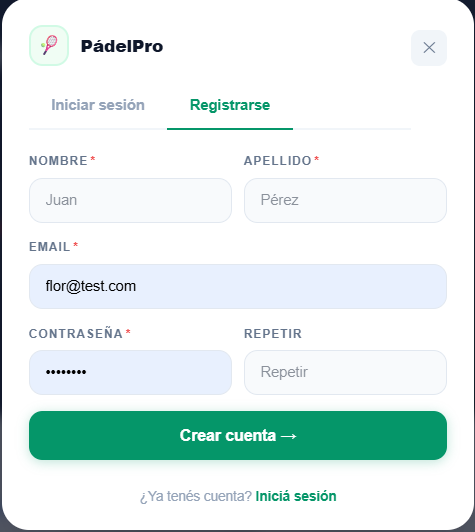 PádelPro
Iniciar sesión Registrarse
NOMBRE* APELLIDO*
Juan Pérez
EMAIL*
flor@test.com
CONTRASEÑA* REPETIR
•••••••• Repetir
Crear cuenta →
¿Ya tenés cuenta? Iniciá sesión